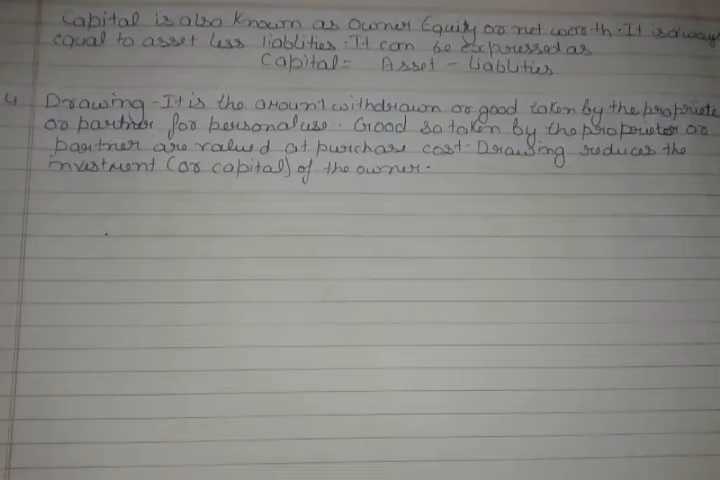 Capital is also known as owner Equity or net worth. It is alway
equal to asset less liablities. It can be expressed as
Capital = Asset - Liablities
4 Drawing - It is the amount withdrawn or good taken by the propriete
or partner for personal use. Good so taken by the proprietor or
partner are valued at purchase cost. Drawing reduces the
investment (or capital) of the owner.